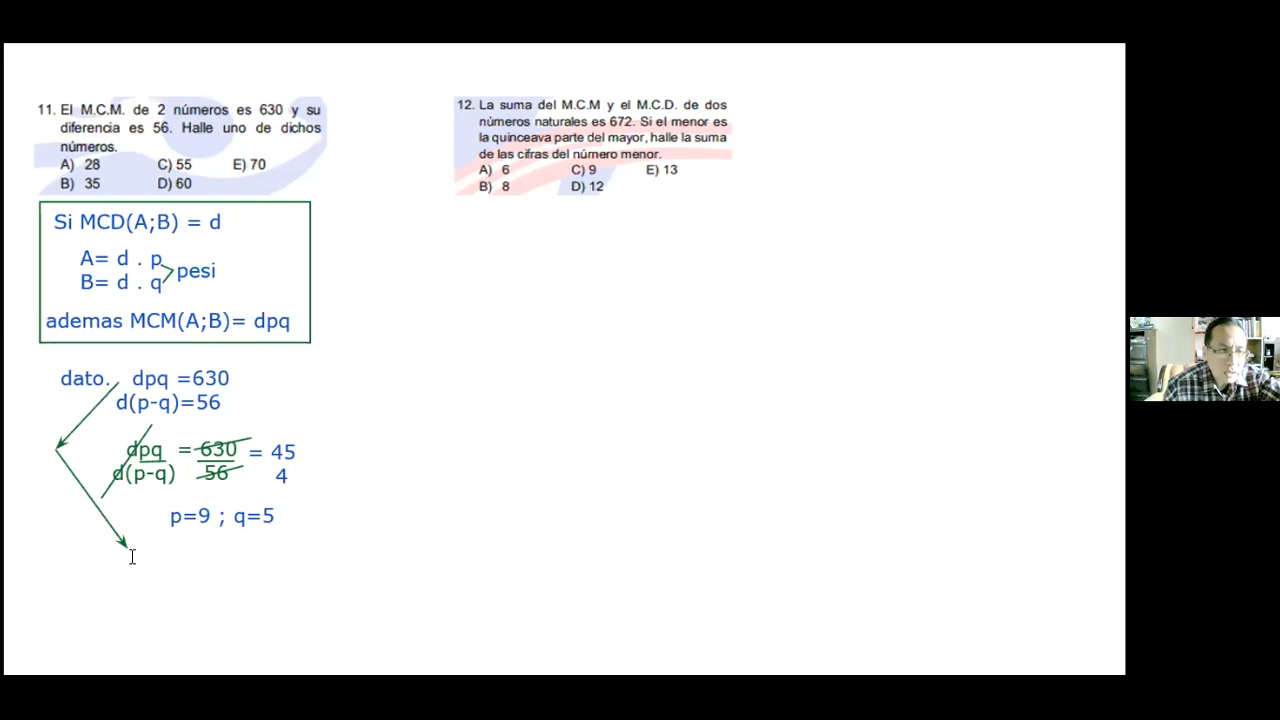 11. El M.C.M. de 2 números es 630 y su
diferencia es 56. Halle uno de dichos
números.
A) 28 C) 55 E) 70
B) 35 D) 60
Si MCD(A;B) = d
A= d . p
B= d . q
pesi
ademas MCM(A;B)= dpq
dato. dpq =630
d(p-q)=56
dpq = 630 = 45
d(p-q) 56 4
p=9 ; q=5
12. La suma del M.C.M y el M.C.D. de dos
números naturales es 672. Si el menor es
la quinceava parte del mayor, halle la suma
de las cifras del número menor.
A) 6 C) 9 E) 13
B) 8 D) 12